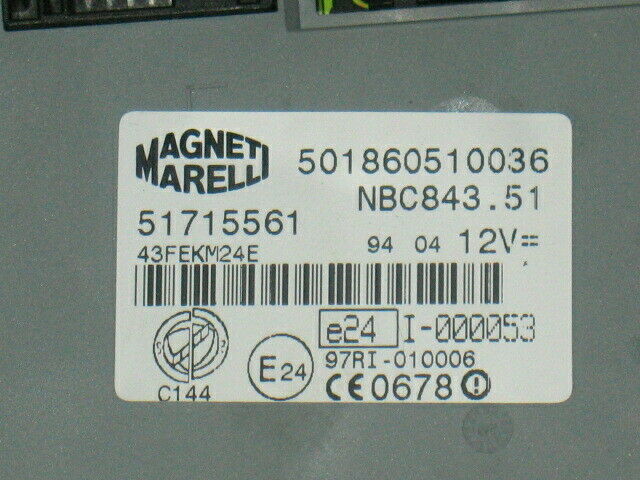 MAGNETI
MARELLI
501860510036
NBC843.51
51715561
94 04 12V=
43FEKM24E
e24 I-000053
97RI-010006
E24
C144
CE0678